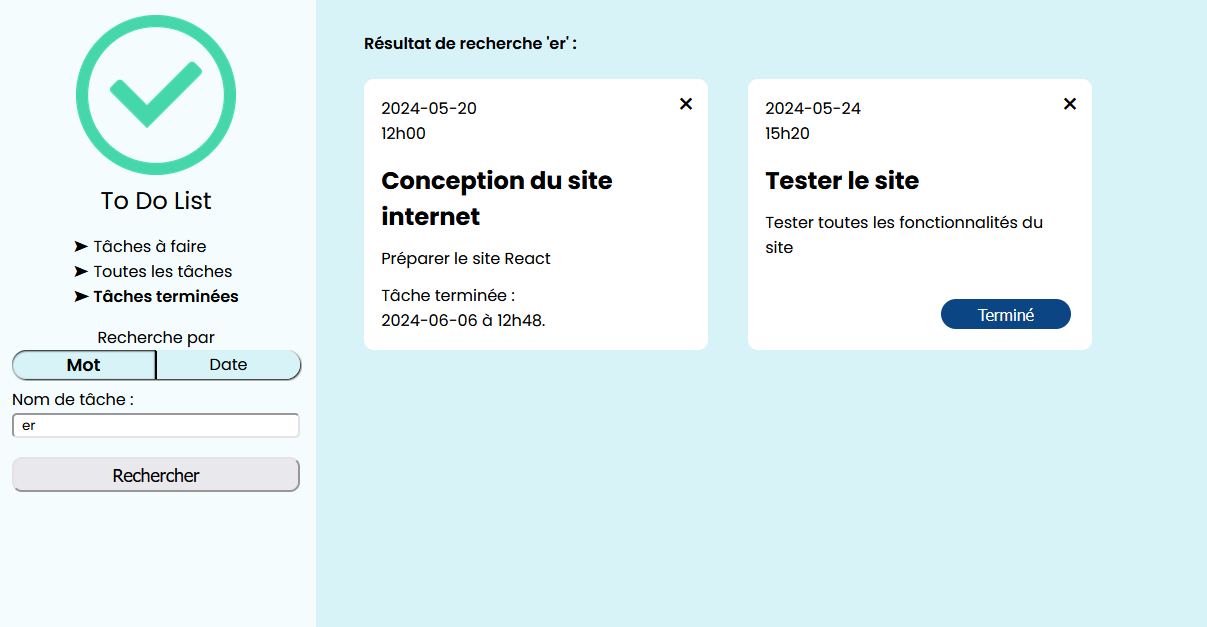 To Do List
➤ Tâches à faire
➤ Toutes les tâches
➤ Tâches terminées
Recherche par
Mot
Date
Nom de tâche :
er
Rechercher
Résultat de recherche 'er' :
2024-05-20
12h00
Conception du site
internet
Préparer le site React
Tâche terminée :
2024-06-06 à 12h48.
2024-05-24
15h20
Tester le site
Tester toutes les fonctionnalités du
site
Terminé